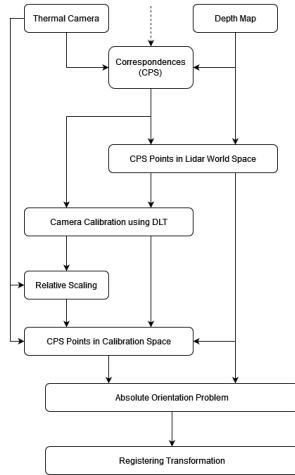 Thermal Camera
Depth Map
Correspondences
(CPS)
CPS Points in Lidar World Space
Camera Calibration using DLT
Relative Scaling
CPS Points in Calibration Space
Absolute Orientation Problem
Registering Transformation